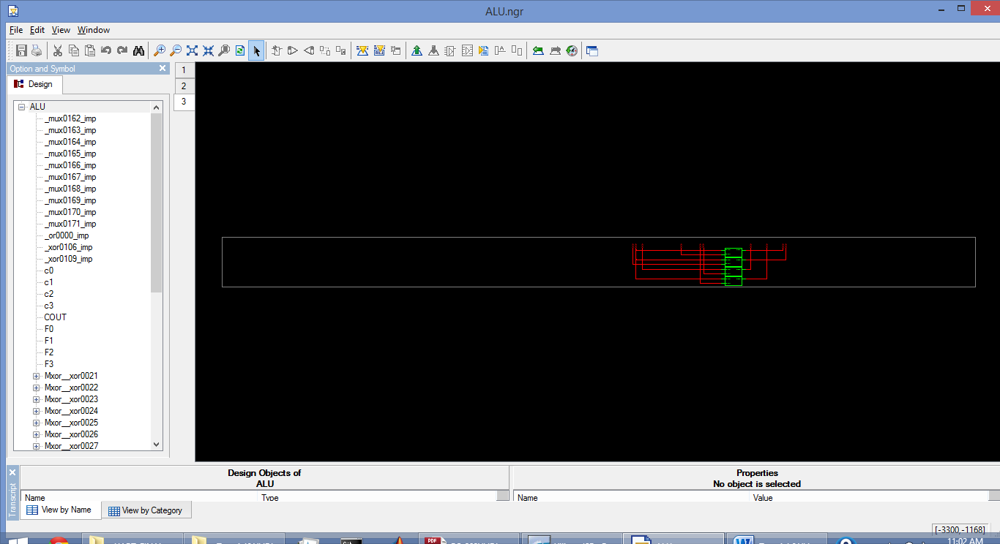 ALU.ngr
File Edit View Window
Option and Symbol
Design
1
2
3
ALU
_mux0162_imp
_mux0163_imp
_mux0164_imp
_mux0165_imp
_mux0166_imp
_mux0167_imp
_mux0168_imp
_mux0169_imp
_mux0170_imp
_mux0171_imp
_or0000_imp
_xor0106_imp
_xor0109_imp
c0
c1
c2
c3
COUT
F0
F1
F2
F3
Mxor__xor0021
Mxor__xor0022
Mxor__xor0023
Mxor__xor0024
Mxor__xor0025
Mxor__xor0026
Mxor__xor0027
Transcript
Design Objects of
ALU
Properties
No object is selected
Name Type
Name Value
View by Name View by Category
[-3300,-1168]
PDF
11:02 AM